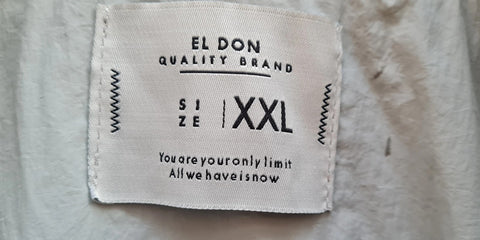 EL DON
QUALITY BRAND
SI
ZE
XXL
You are your only limit
All we have is now